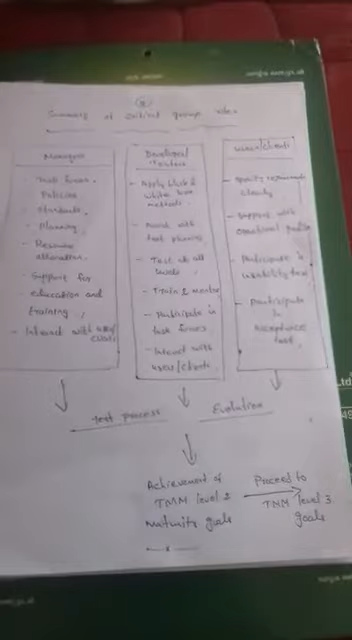 (8)
Summary of critical groups roles
Managers
Task forces.
Policies
Standards.
- Planning,
- Resource
allocation.
- Support for
- education and
training,
- Interact with user/
clients
Developers/
Testers
- Apply black &
white box
methods.
- Assist with
test planning
- Test at all
levels,
- Train & mentor
- Participate in
task forces.
- Interact with
users/clients
users/clients
- specify requirements
clearly
- Support with
operational profile
- Participate in
usability test
- Participate
in
acceptance
test.
Test process
Evolution
Achievement of
TMM level 2
maturity goals
Proceed to
TMM level 3
goals
Ltd